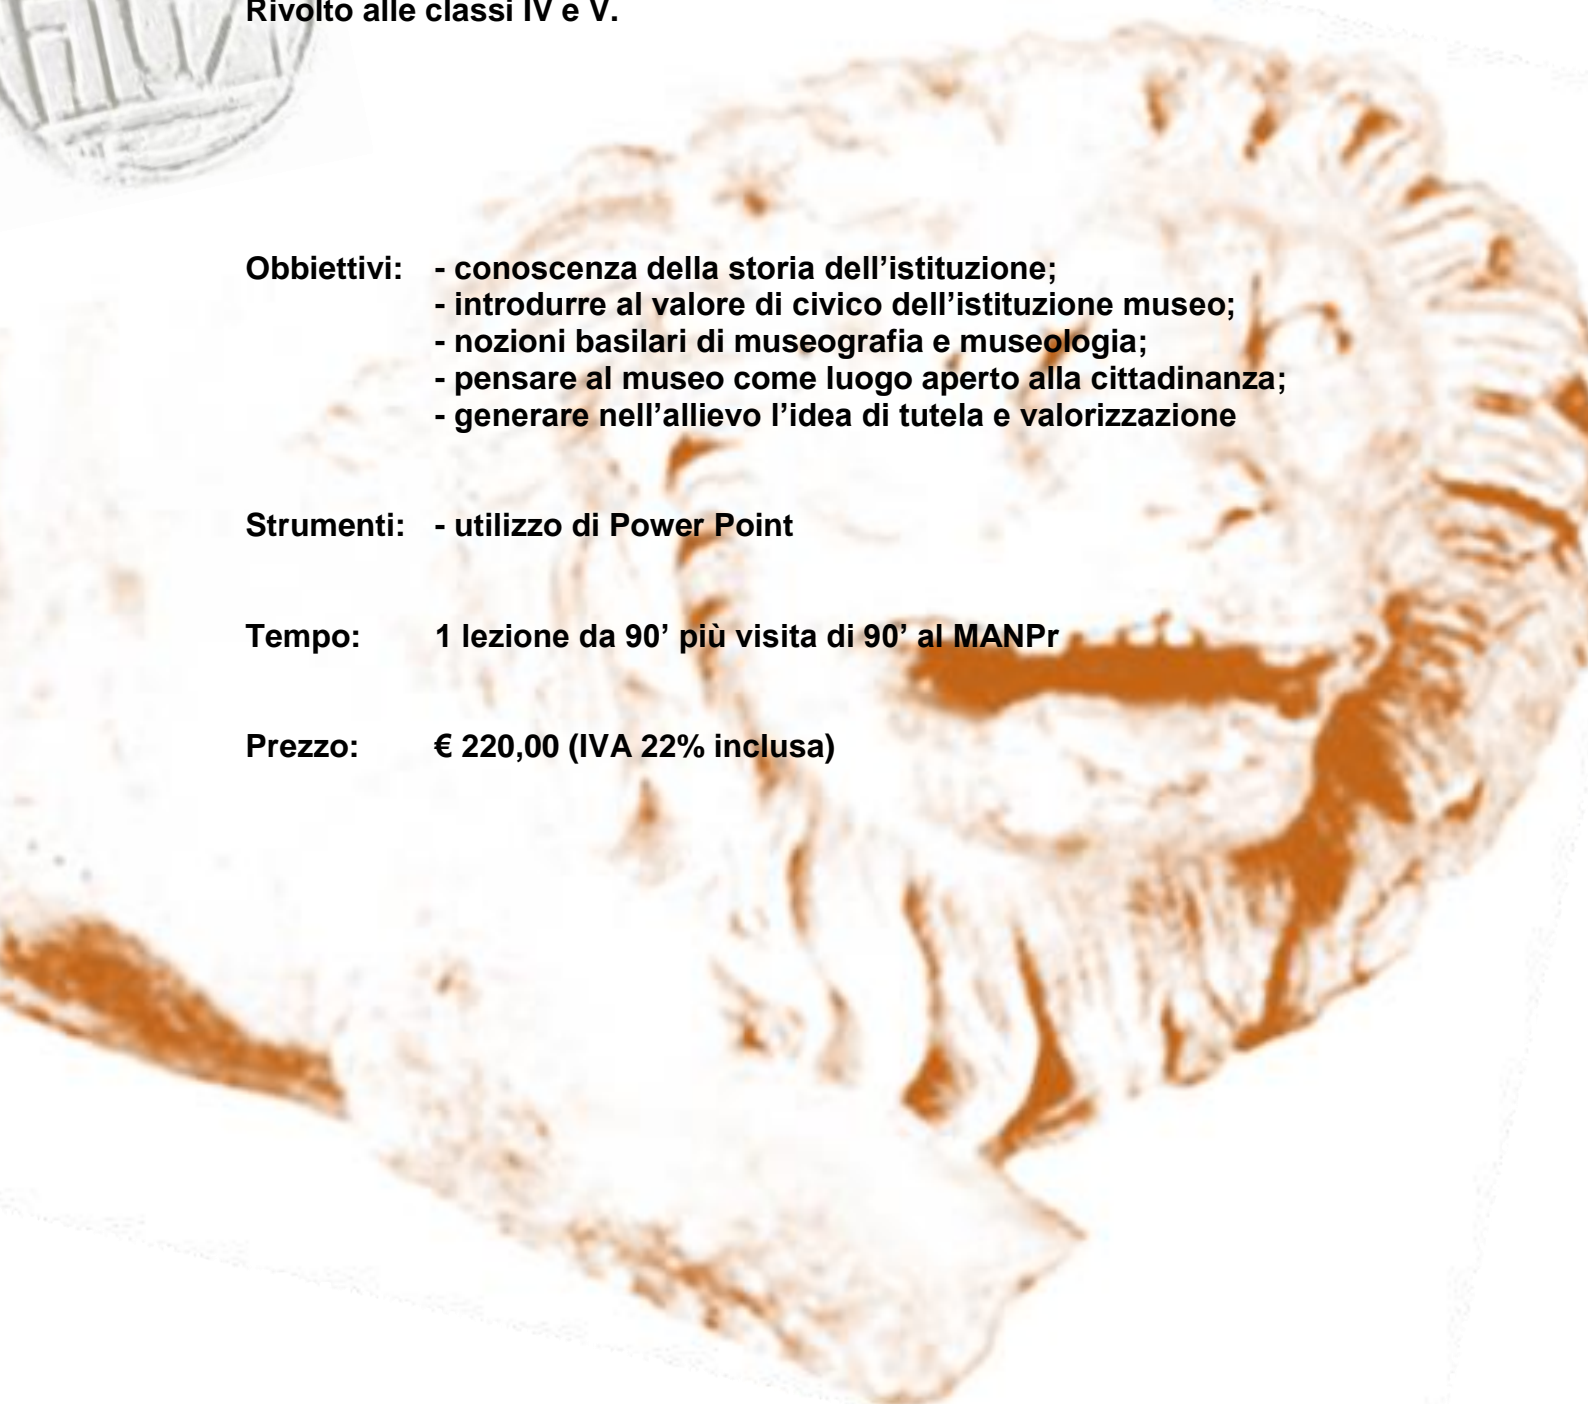 Rivolto alle classi IV e V.
Obbiettivi: - conoscenza della storia dell’istituzione;
- introdurre al valore di civico dell’istituzione museo;
- nozioni basilari di museografia e museologia;
- pensare al museo come luogo aperto alla cittadinanza;
- generare nell’allievo l’idea di tutela e valorizzazione
Strumenti: - utilizzo di Power Point
Tempo: 1 lezione da 90’ più visita di 90’ al MANPr
Prezzo: € 220,00 (IVA 22% inclusa)